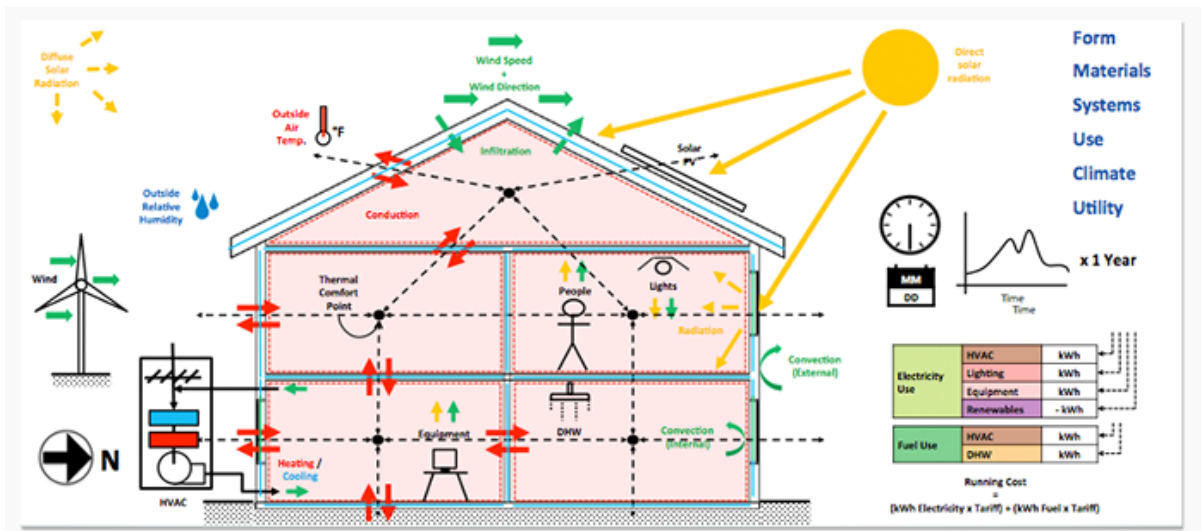 Diffuse
Solar
Radiation
Wind Speed
+
Wind Direction
Direct
solar
radiation
Form
Materials
Systems
Use
Climate
Utility
Outside
Air
Temp.
°F
Infiltration
Solar
PV
Outside
Relative
Humidity
Conduction
Wind
Thermal
Comfort
Point
People
Lights
Radiation
MM
DD
x 1 Year
Time
Time
Convection
(External)
Electricity
Use
HVAC kWh
Lighting kWh
Equipment kWh
Renewables - kWh
Fuel Use
HVAC kWh
DHW kWh
N
HVAC
Heating /
Cooling
Equipment
DHW
Convection
(Internal)
Running Cost
=
(kWh Electricity x Tariff) + (kWh Fuel x Tariff)